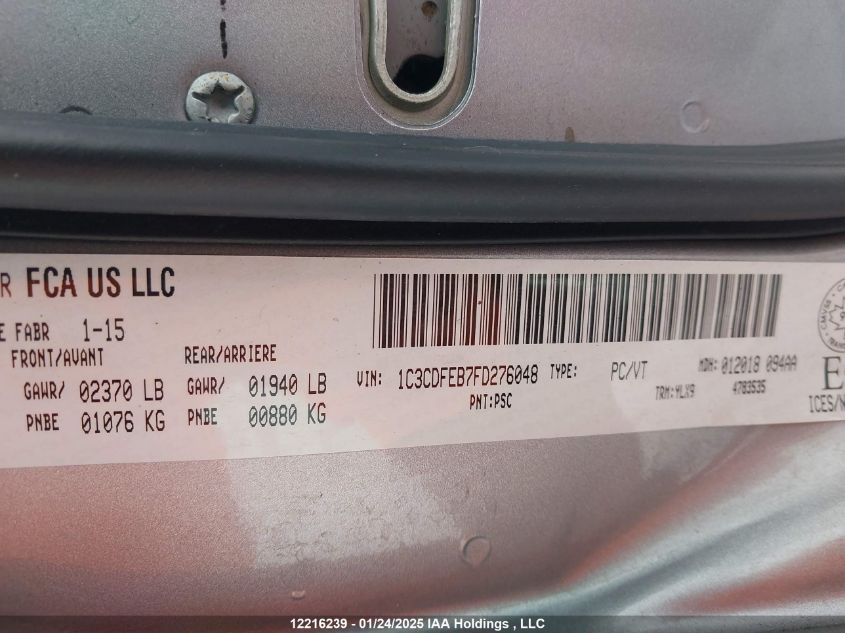 R FCA US LLC
E FABR 1-15
FRONT/AVANT REAR/ARRIERE
GAWR/ 02370 LB GAWR/ 01940 LB
PNBE 01076 KG PNBE 00880 KG
VIN: 1C3CDFEB7FD276048 TYPE: PC/VT MDH: 012018 094AA
PNT:PSC TRM:YLX9 4783535
E
ICES/N
12216239 - 01/24/2025 IAA Holdings , LLC